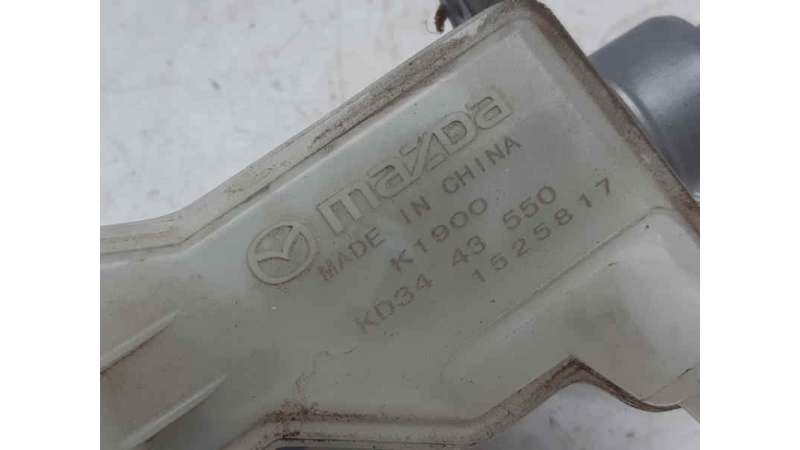 mazda
MADE IN CHINA
K1900
KD34 43 550
1525817